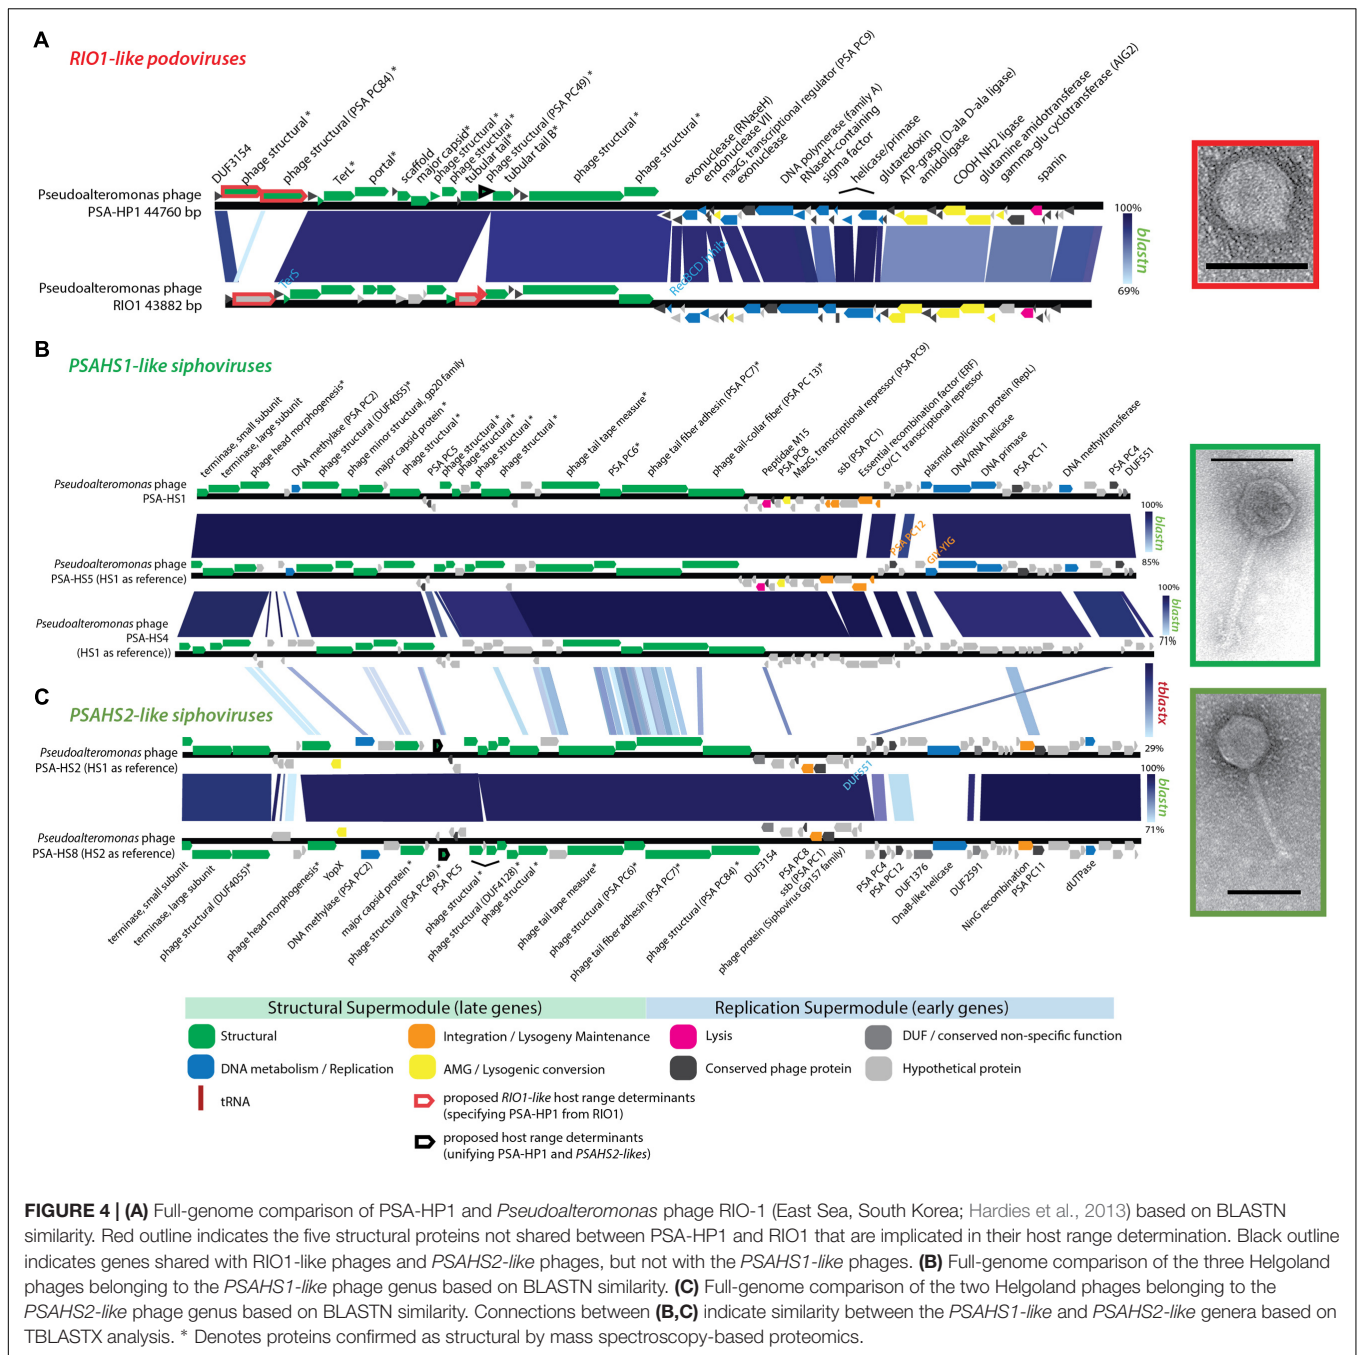 A
RIO1-like podoviruses
DUF3154
phage structural *
phage structural (PSA PC84) *
TerL*
portal*
scaffold
major capsid*
phage structural *
phage structural *
tubular tail*
phage structural (PSA PC49) *
tubular tail B*
phage structural *
phage structural *
exonuclease (RNaseH)
endonuclease VII
mazG, transcriptional regulator (PSA PC9)
exonuclease
DNA polymerase (family A)
RNaseH-containing
sigma factor
helicase/primase
glutaredoxin
ATP-grasp (D-ala D-ala ligase)
amidoligase
COOH NH2 ligase
glutamine amidotransferase
gamma-glu cyclotransferase (AIG2)
spanin
Pseudoalteromonas phage
PSA-HP1 44760 bp
100%
blastn
69%
TerS
RecBCD inhib
Pseudoalteromonas phage
RIO1 43882 bp
B
PSAHS1-like siphoviruses
terminase, small subunit
terminase, large subunit
phage head morphogenesis*
DNA methylase (PSA PC2)
phage structural (DUF4055)*
phage minor structural, gp20 family
major capsid protein *
phage structural *
PSA PC5
phage structural *
phage structural *
phage structural *
phage structural *
phage tail tape measure*
PSA PC6*
phage tail fiber adhesin (PSA PC7)*
phage tail-collar fiber (PSA PC 13)*
Peptidae M15
PSA PC8
MazG, transcriptional repressor (PSA PC9)
ssb (PSA PC1)
Essential recombination factor (ERF)
Cro/C1 transcriptional repressor
plasmid replication protein (RepL)
DNA/RNA helicase
DNA primase
PSA PC11
DNA methyltransferase
PSA PC4
DUF551
Pseudoalteromonas phage
PSA-HS1
100%
blastn
85%
PSA PC12
GIY-YIG
Pseudoalteromonas phage
PSA-HS5 (HS1 as reference)
100%
blastn
71%
Pseudoalteromonas phage
PSA-HS4
(HS1 as reference))
tblastx
29%
C
PSAHS2-like siphoviruses
Pseudoalteromonas phage
PSA-HS2 (HS1 as reference)
100%
blastn
71%
DUF551
Pseudoalteromonas phage
PSA-HS8 (HS2 as reference)
terminase, small subunit
terminase, large subunit
phage structural (DUF4055)*
phage head morphogenesis*
YopX
DNA methylase (PSA PC2)
major capsid protein *
phage structural (PSA PC49)*
PSA PC5
phage structural *
phage structural (DUF4128)*
phage structural*
phage tail tape measure*
phage structural (PSA PC6)*
phage tail fiber adhesin (PSA PC7)*
phage structural (PSA PC84) *
DUF3154
PSA PC8
ssb (PSA PC1)
phage protein (Siphovirus Gp157 family)
PSA PC4
PSA PC12
DUF1376
DnaB-like helicase
DUF2591
NinG recombination
PSA PC11
dUTPase
Structural Supermodule (late genes)
Replication Supermodule (early genes)
Structural
Integration / Lysogeny Maintenance
Lysis
DUF / conserved non-specific function
DNA metabolism / Replication
AMG / Lysogenic conversion
Conserved phage protein
Hypothetical protein
tRNA
proposed RIO1-like host range determinants
(specifying PSA-HP1 from RIO1)
proposed host range determinants
(unifying PSA-HP1 and PSAHS2-likes)
FIGURE 4 | (A) Full-genome comparison of PSA-HP1 and Pseudoalteromonas phage RIO-1 (East Sea, South Korea; Hardies et al., 2013) based on BLASTN
similarity. Red outline indicates the five structural proteins not shared between PSA-HP1 and RIO1 that are implicated in their host range determination. Black outline
indicates genes shared with RIO1-like phages and PSAHS2-like phages, but not with the PSAHS1-like phages. (B) Full-genome comparison of the three Helgoland
phages belonging to the PSAHS1-like phage genus based on BLASTN similarity. (C) Full-genome comparison of the two Helgoland phages belonging to the
PSAHS2-like phage genus based on BLASTN similarity. Connections between (B,C) indicate similarity between the PSAHS1-like and PSAHS2-like genera based on
TBLASTX analysis. * Denotes proteins confirmed as structural by mass spectroscopy-based proteomics.